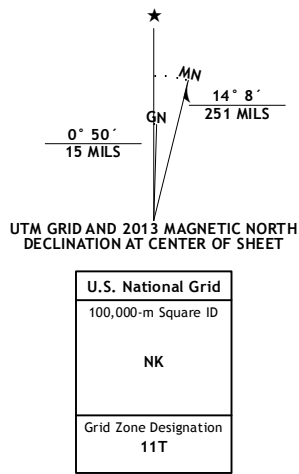 ★
MN
GN
14° 8´
251 MILS
0° 50´
15 MILS
UTM GRID AND 2013 MAGNETIC NORTH
DECLINATION AT CENTER OF SHEET
U.S. National Grid
100,000-m Square ID
NK
Grid Zone Designation
11T